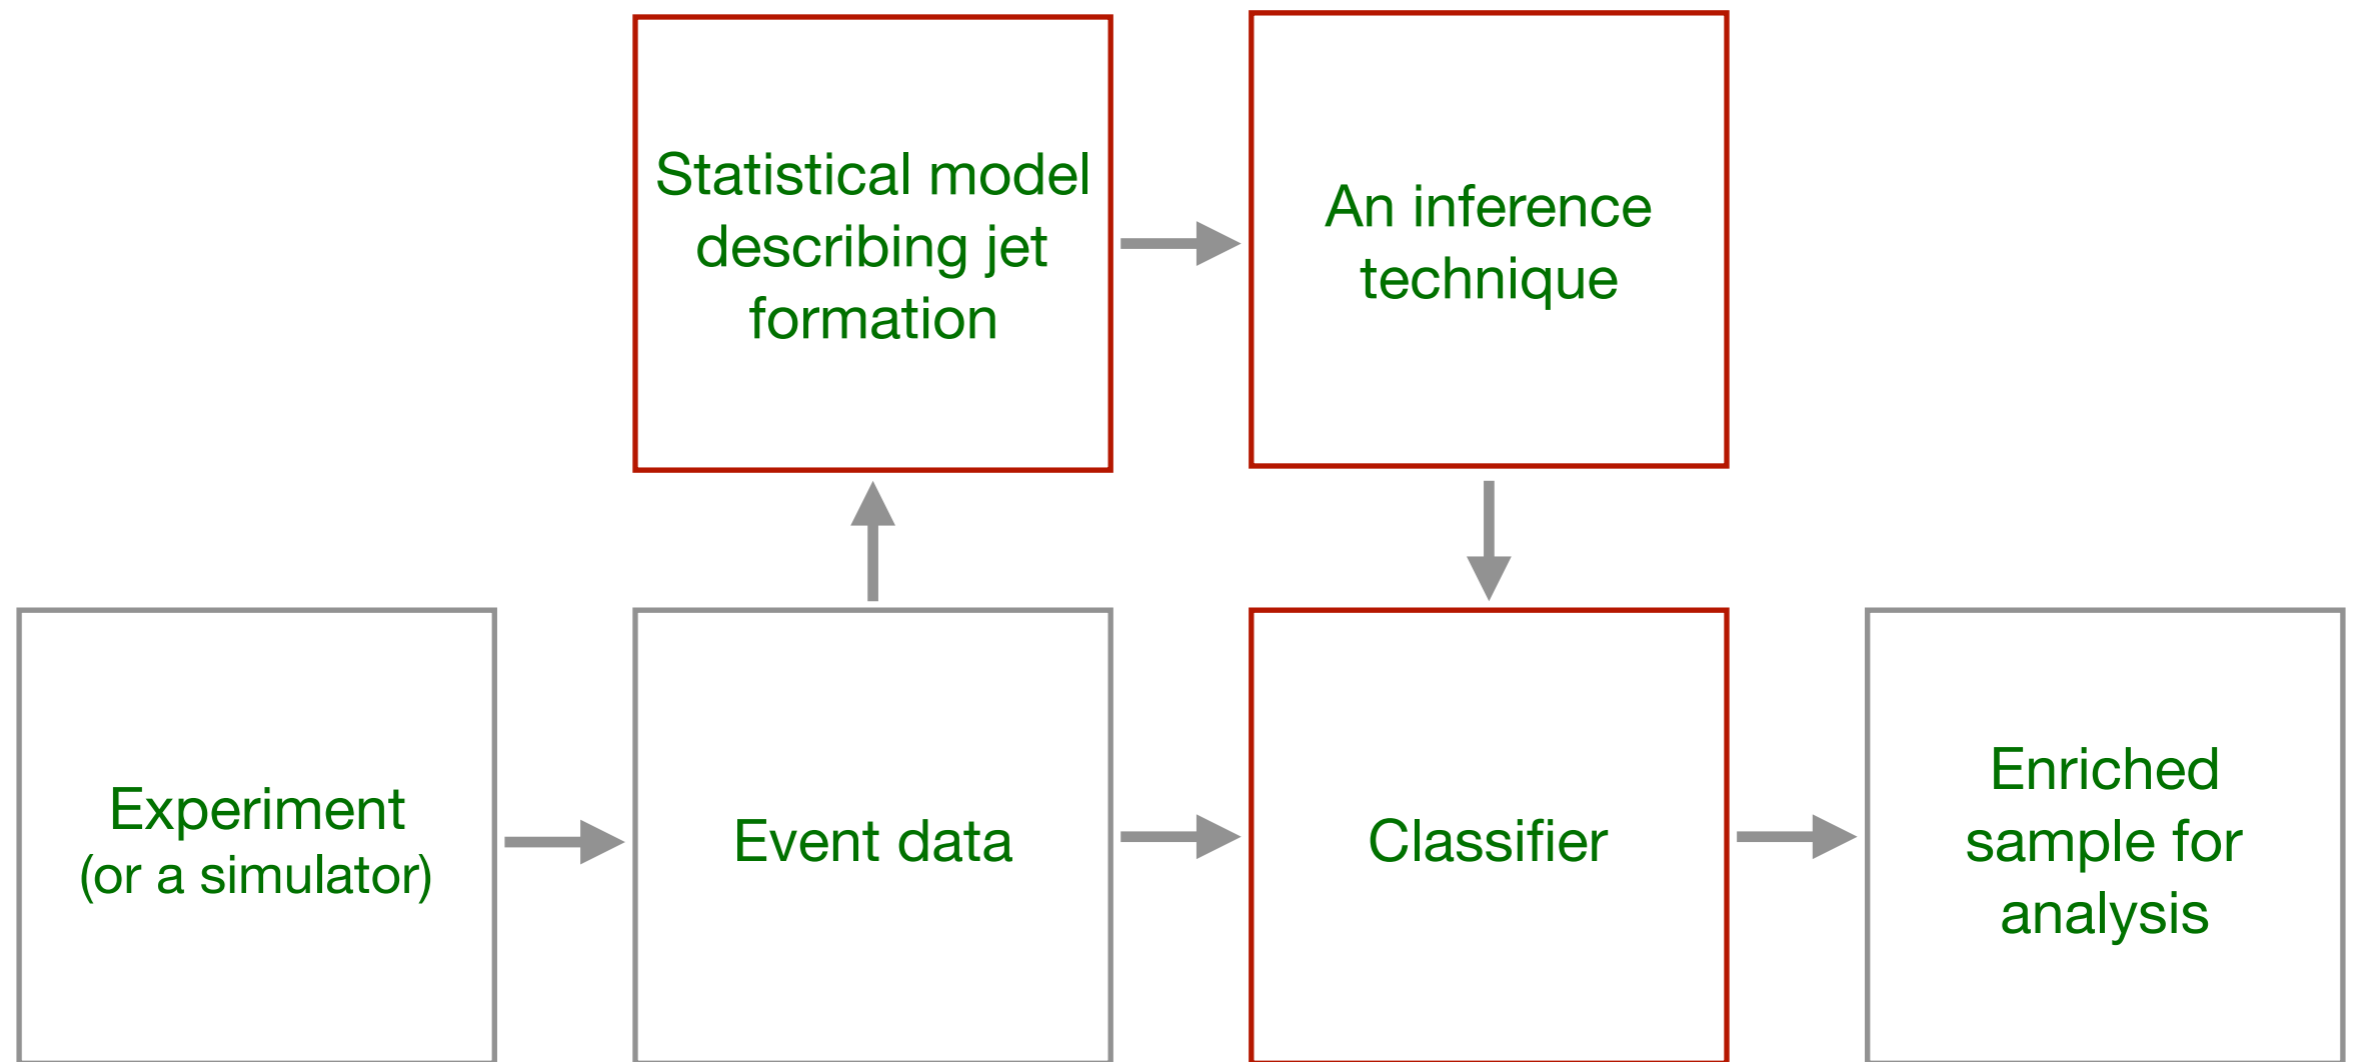 Statistical model
describing jet
formation
An inference
technique
Experiment
(or a simulator)
Event data
Classifier
Enriched
sample for
analysis